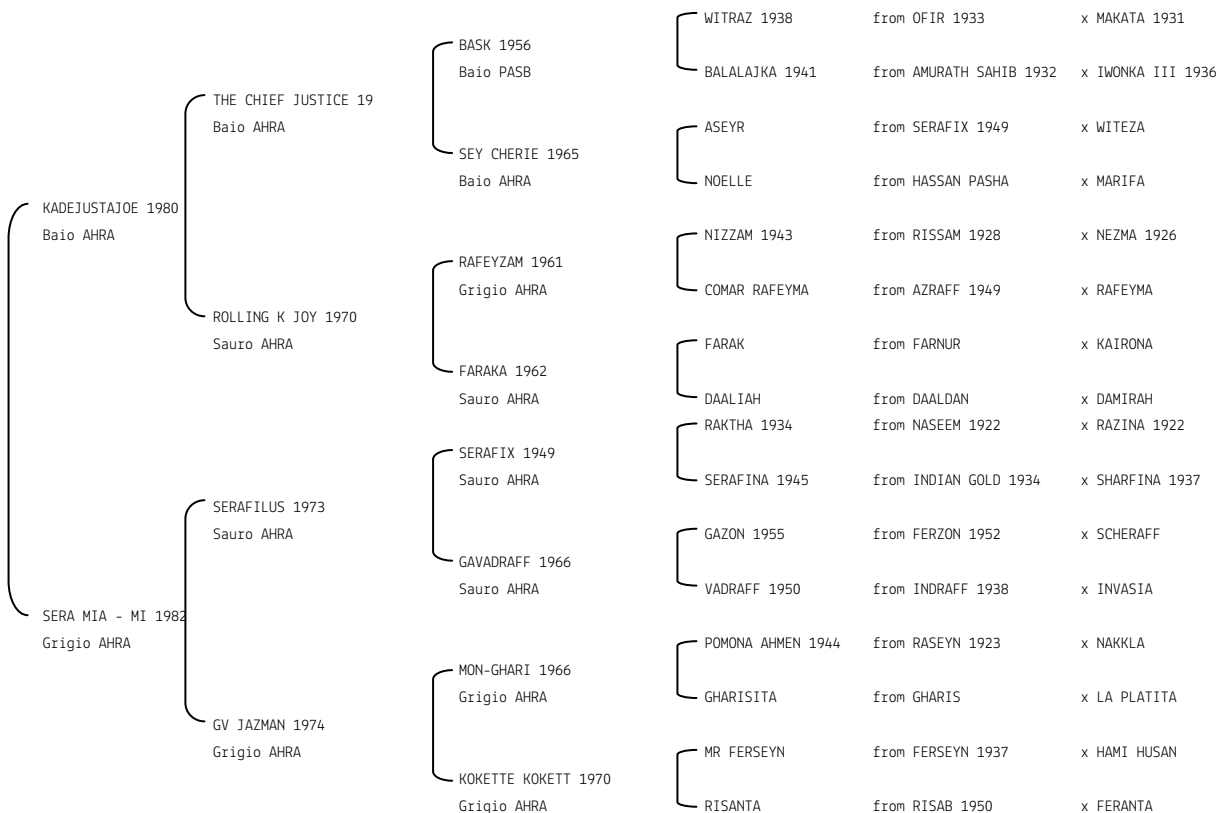 WITRAZ 1938 from OFIR 1933 x MAKATA 1931
BASK 1956
Baio PASB
BALALAJKA 1941 from AMURATH SAHIB 1932 x IWONKA III 1936
THE CHIEF JUSTICE 19
Baio AHRA
ASEYR from SERAFIX 1949 x WITEZA
SEY CHERIE 1965
Baio AHRA
NOELLE from HASSAN PASHA x MARIFA
KADEJUSTAJOE 1980
Baio AHRA
NIZZAM 1943 from RISSAM 1928 x NEZMA 1926
RAFEYZAM 1961
Grigio AHRA
COMAR RAFEYMA from AZRAFF 1949 x RAFEYMA
ROLLING K JOY 1970
Sauro AHRA
FARAK from FARNUR x KAIRONA
FARAKA 1962
Sauro AHRA
DAALIAH from DAALDAN x DAMIRAH
RAKTHA 1934 from NASEEM 1922 x RAZINA 1922
SERAFIX 1949
Sauro AHRA
SERAFINA 1945 from INDIAN GOLD 1934 x SHARFINA 1937
SERAFILUS 1973
Sauro AHRA
GAZON 1955 from FERZON 1952 x SCHERAFF
GAVADRAFF 1966
Sauro AHRA
VADRAFF 1950 from INDRAFF 1938 x INVASIA
SERA MIA - MI 1982
Grigio AHRA
POMONA AHMEN 1944 from RASEYN 1923 x NAKKLA
MON-GHARI 1966
Grigio AHRA
GHARISITA from GHARIS x LA PLATITA
GV JAZMAN 1974
Grigio AHRA
MR FERSEYN from FERSEYN 1937 x HAMI HUSAN
KOKETTE KOKETT 1970
Grigio AHRA
RISANTA from RISAB 1950 x FERANTA